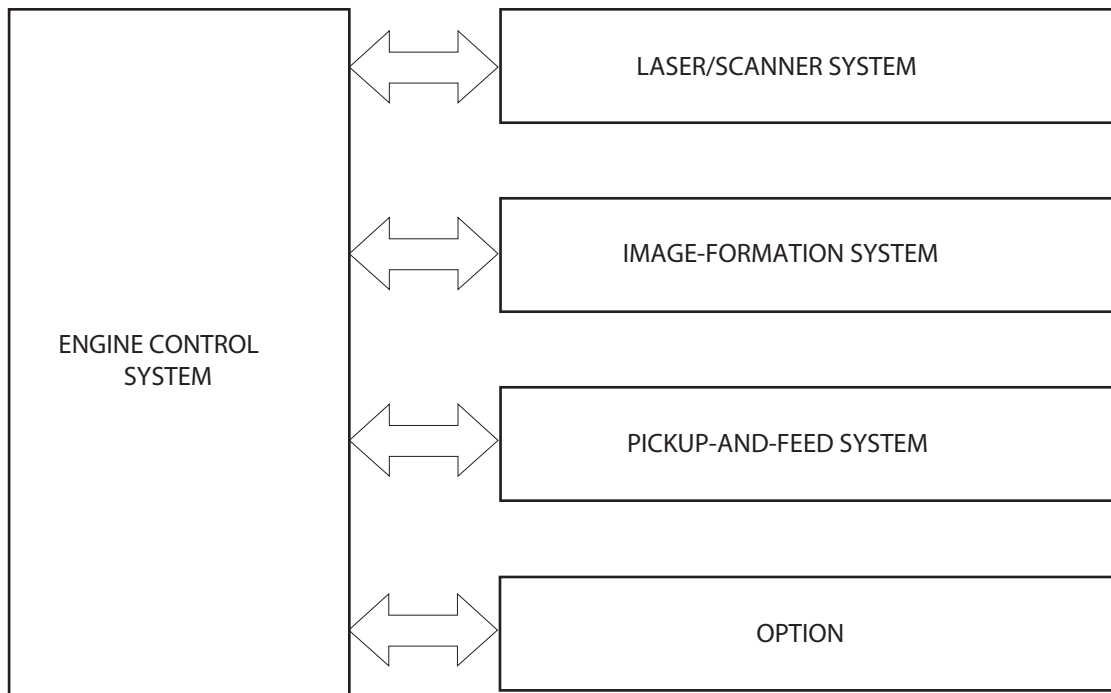 LASER/SCANNER SYSTEM
IMAGE-FORMATION SYSTEM
ENGINE CONTROL
SYSTEM
PICKUP-AND-FEED SYSTEM
OPTION